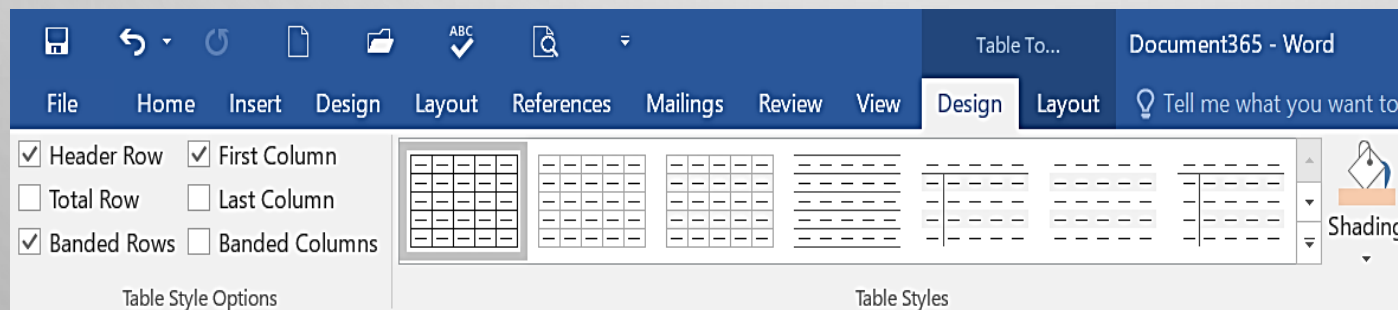 ABC
Table To... Document365 - Word
File Home Insert Design Layout References Mailings Review View Design Layout Tell me what you want to
Header Row First Column
Total Row Last Column
Banded Rows Banded Columns
Shading
Table Style Options Table Styles